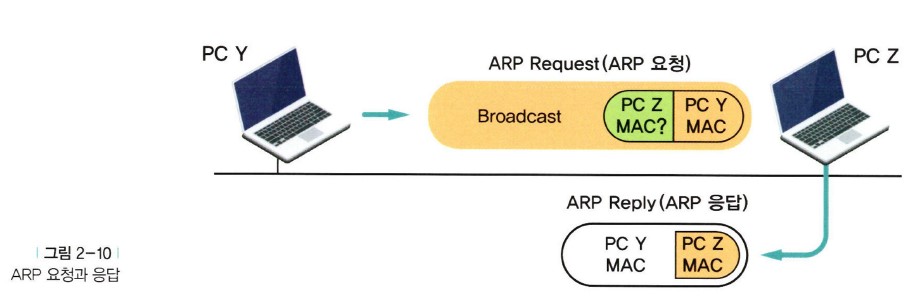 PC Y
ARP Request(ARP 요청)
PC Z
Broadcast
PC Z
MAC?
PC Y
MAC
ARP Reply(ARP 응답)
PC Y
MAC
PC Z
MAC
| 그림 2-10 |
ARP 요청과 응답